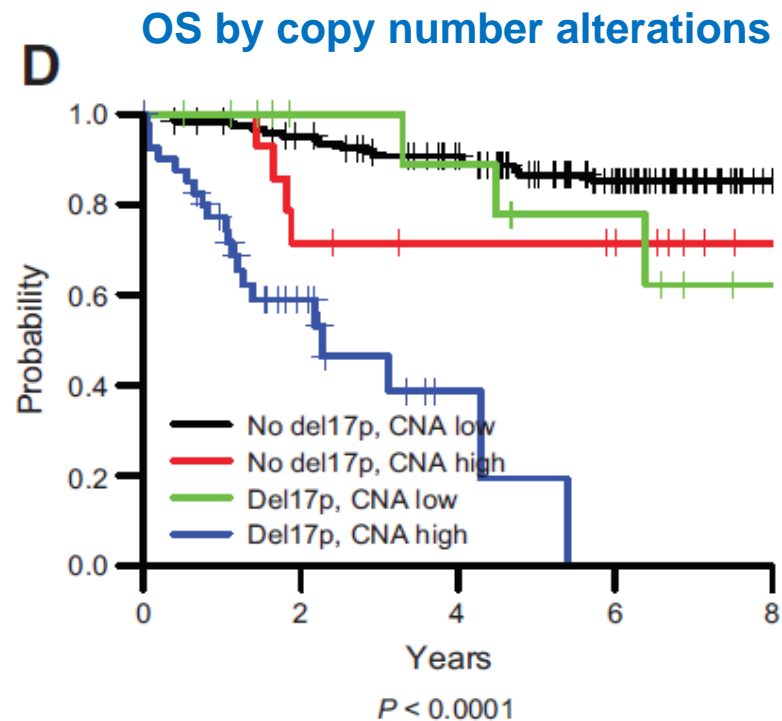 OS by copy number alterations
D
Probability
1.0
0.8
0.6
0.4
0.2
0.0
No del17p, CNA low
No del17p, CNA high
Del17p, CNA low
Del17p, CNA high
0 2 4 6 8
Years
P < 0.0001